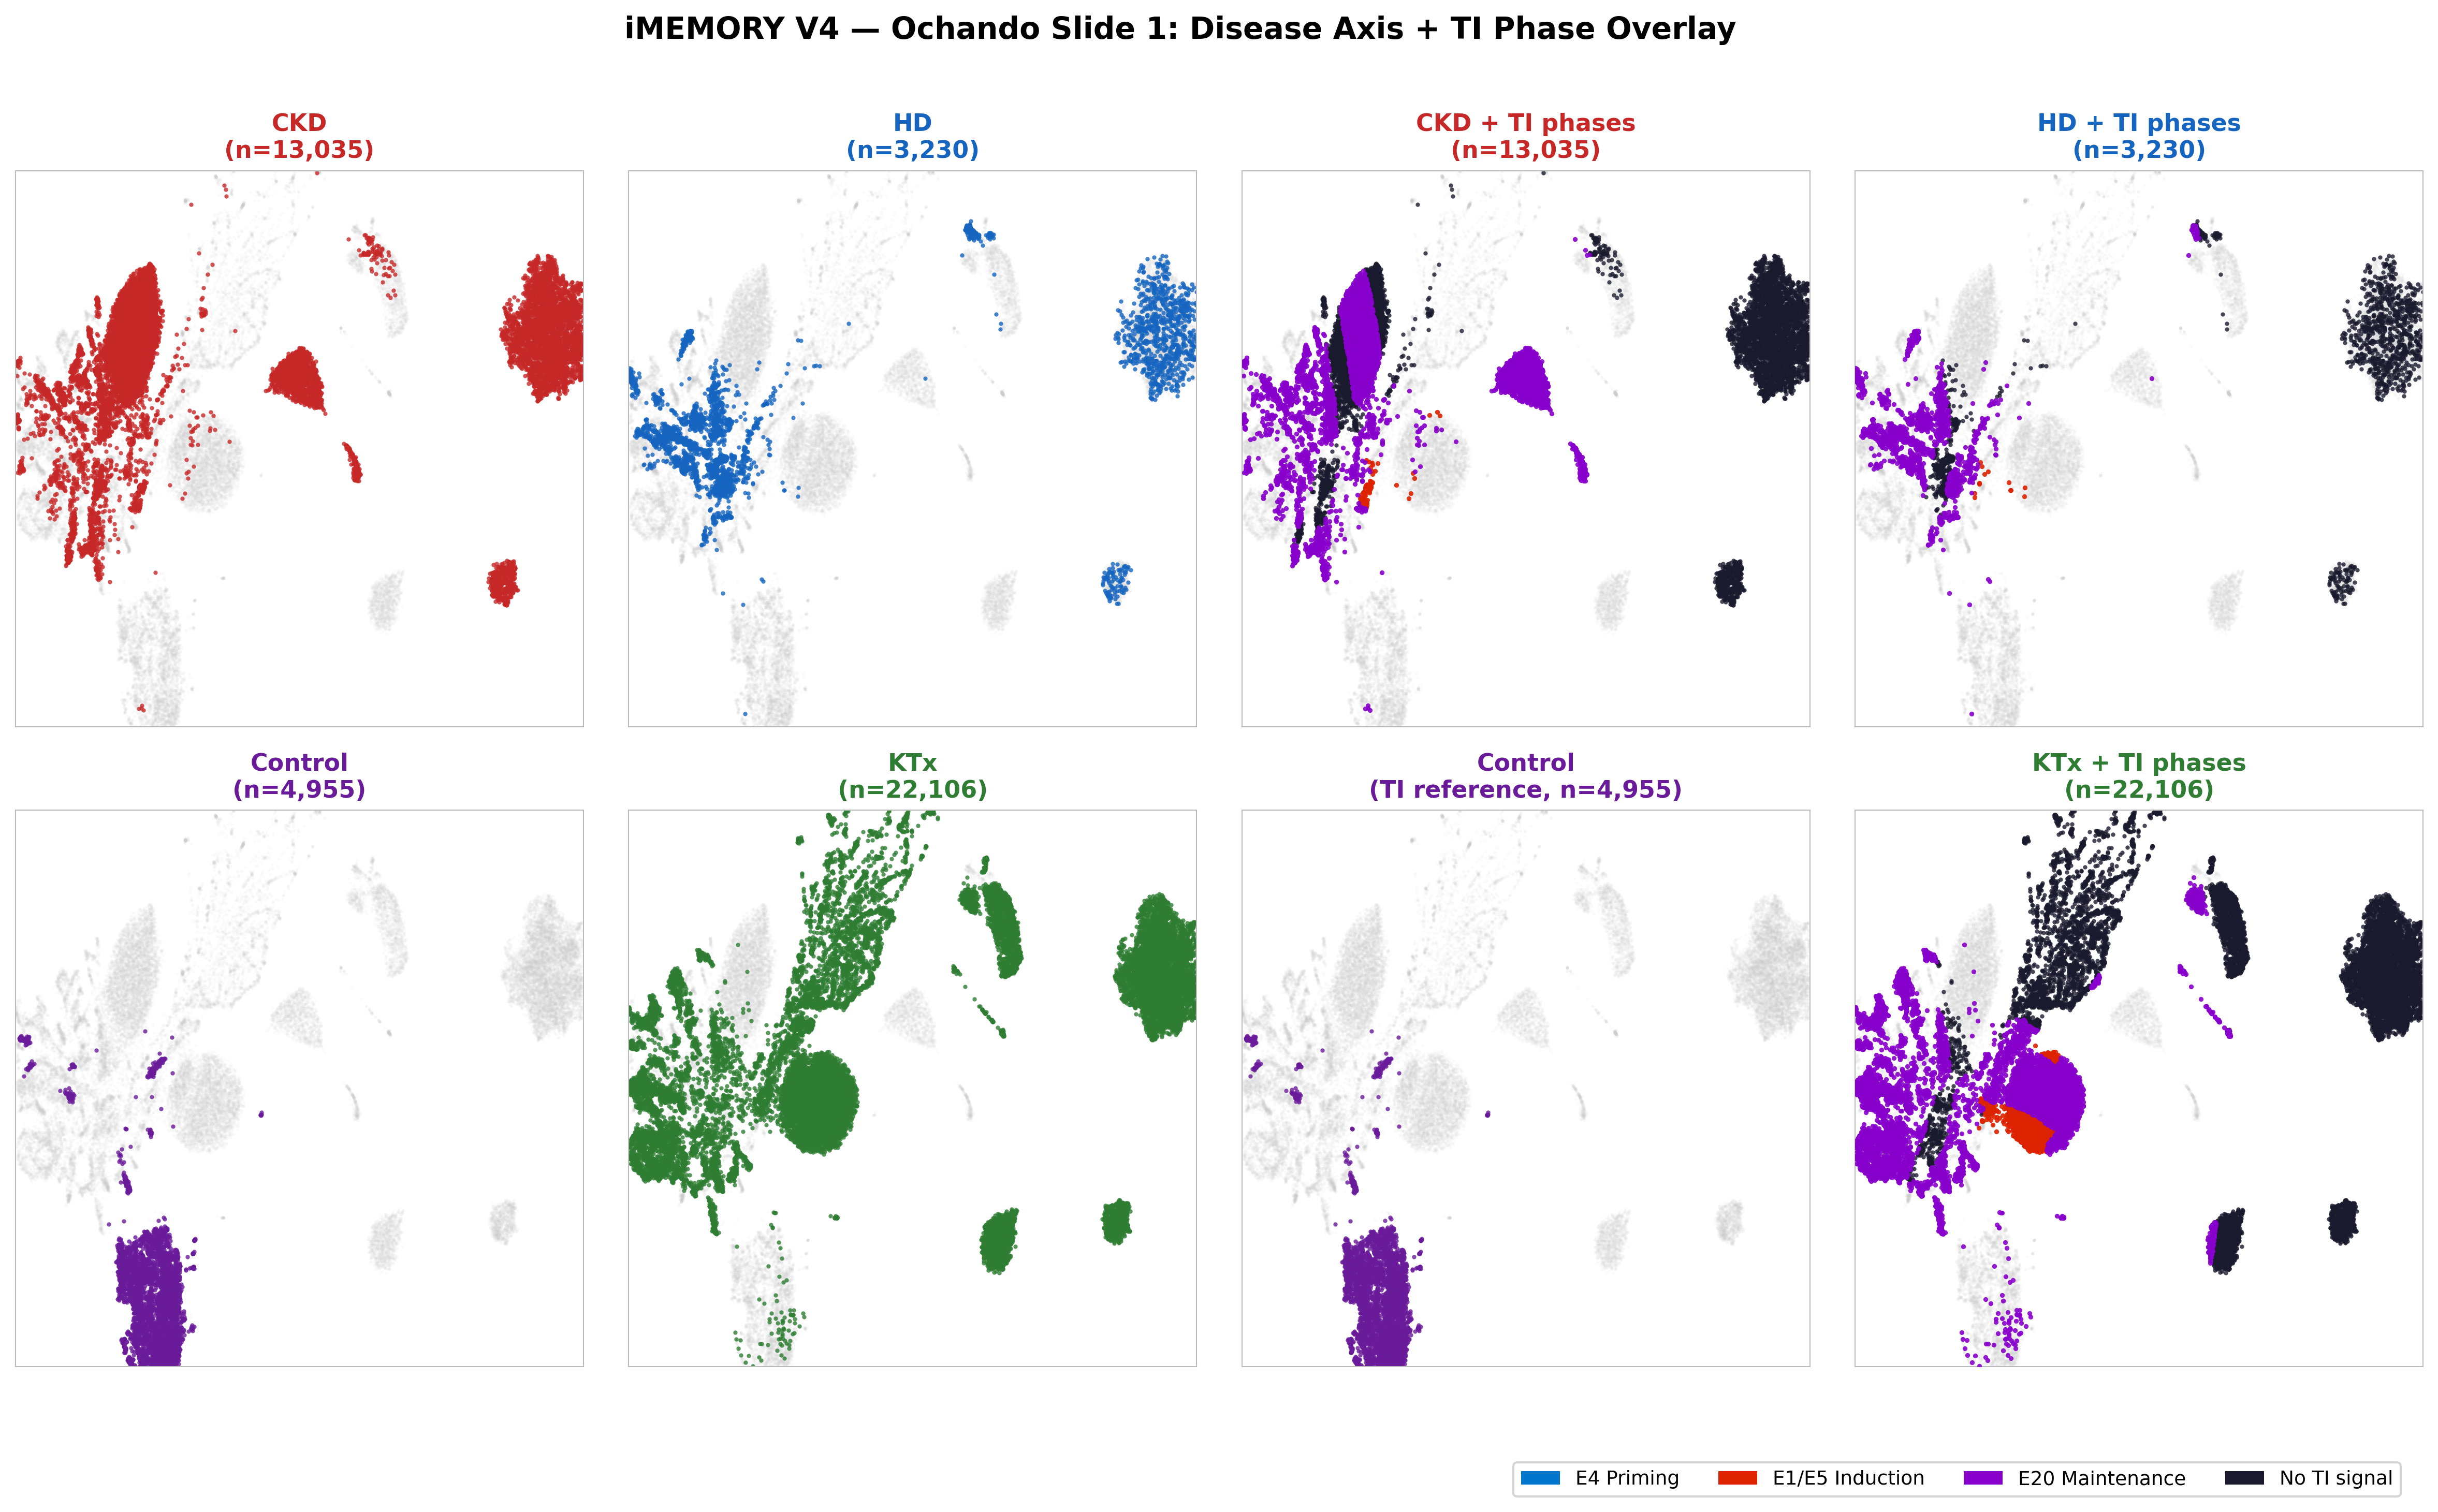 iMEMORY V4 — Ochando Slide 1: Disease Axis + TI Phase Overlay
CKD
(n=13,035)
HD
(n=3,230)
CKD + TI phases
(n=13,035)
HD + TI phases
(n=3,230)
Control
(n=4,955)
KTx
(n=22,106)
Control
(TI reference, n=4,955)
KTx + TI phases
(n=22,106)
E4 Priming
E1/E5 Induction
E20 Maintenance
No TI signal